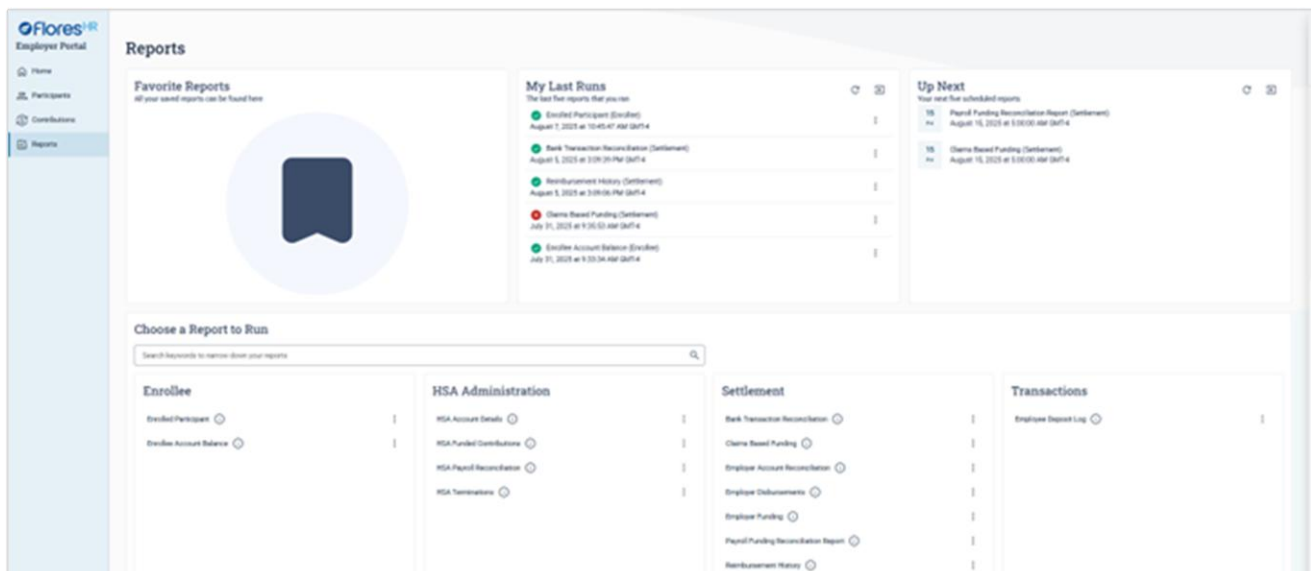 FloresHR
Employer Portal
Home
Participants
Contributions
Reports
Reports
Favorite Reports
All your saved reports can be found here
My Last Runs
The last five reports that you ran
Enrolled Participant (Enrollee)
August 7, 2025 at 10:45:47 AM GMT-4
Bank Transaction Reconciliation (Settlement)
August 5, 2025 at 3:09:39 PM GMT-4
Reimbursement History (Settlement)
August 5, 2025 at 3:09:06 PM GMT-4
Claims Based Funding (Settlement)
July 31, 2025 at 9:35:53 AM GMT-4
Enrollee Account Balance (Enrollee)
July 31, 2025 at 9:33:34 AM GMT-4
Up Next
Your next five scheduled reports
15
Fri
Payroll Funding Reconciliation Report (Settlement)
August 15, 2025 at 5:00:00 AM GMT-4
15
Fri
Claims Based Funding (Settlement)
August 15, 2025 at 5:00:00 AM GMT-4
Choose a Report to Run
Search keywords to narrow down your reports
Enrollee
Enrolled Participant
Enrollee Account Balance
HSA Administration
HSA Account Details
HSA Funded Contributions
HSA Payroll Reconciliation
HSA Terminations
Settlement
Bank Transaction Reconciliation
Claims Based Funding
Employer Account Reconciliation
Employer Disbursements
Employer Funding
Payroll Funding Reconciliation Report
Reimbursement History
Transactions
Employee Deposit Log